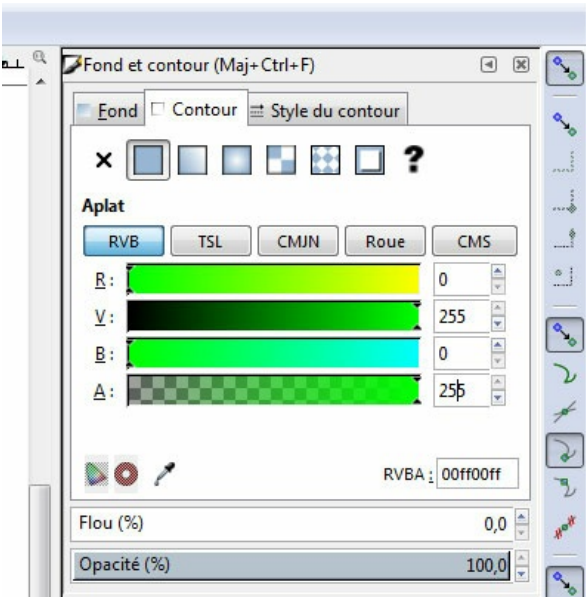 Fond et contour (Maj+Ctrl+F)
Fond Contour Style du contour
?
Aplat
RVB TSL CMJN Roue CMS
R : 0
V : 255
B : 0
A : 255
RVBA : 00ff00ff
Flou (%) 0,0
Opacité (%) 100,0